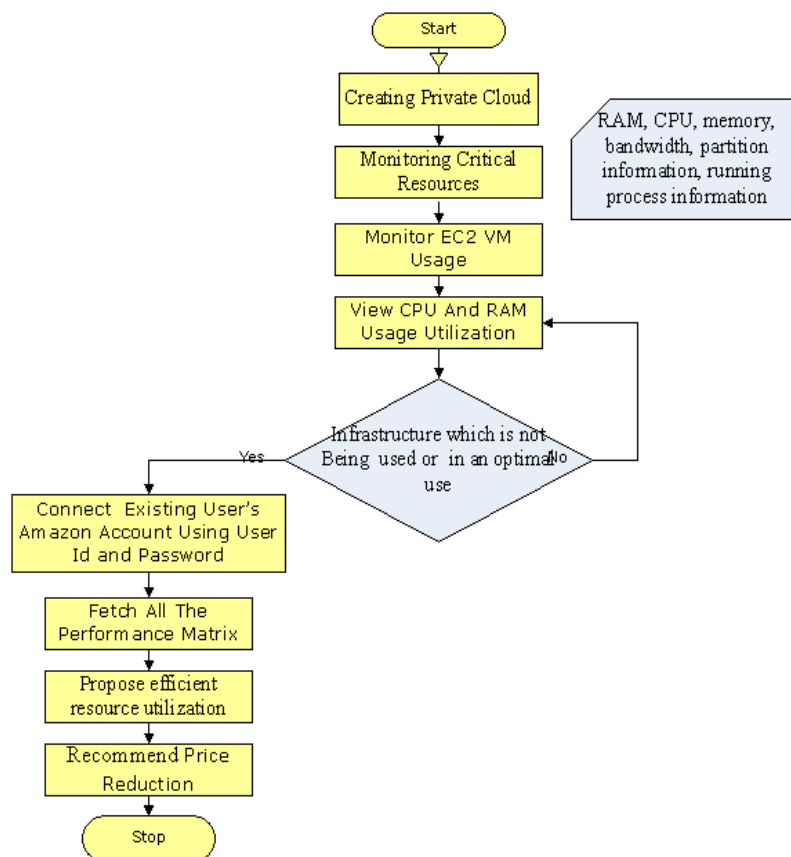 Start
Creating Private Cloud
RAM, CPU, memory,
bandwidth, partition
information, running
process information
Monitoring Critical
Resources
Monitor EC2 VM
Usage
View CPU And RAM
Usage Utilization
Infrastructure which is not
Being used or in an optimal
use
Yes
No
Connect Existing User's
Amazon Account Using User
Id and Password
Fetch All The
Performance Matrix
Propose efficient
resource utilization
Recommend Price
Reduction
Stop